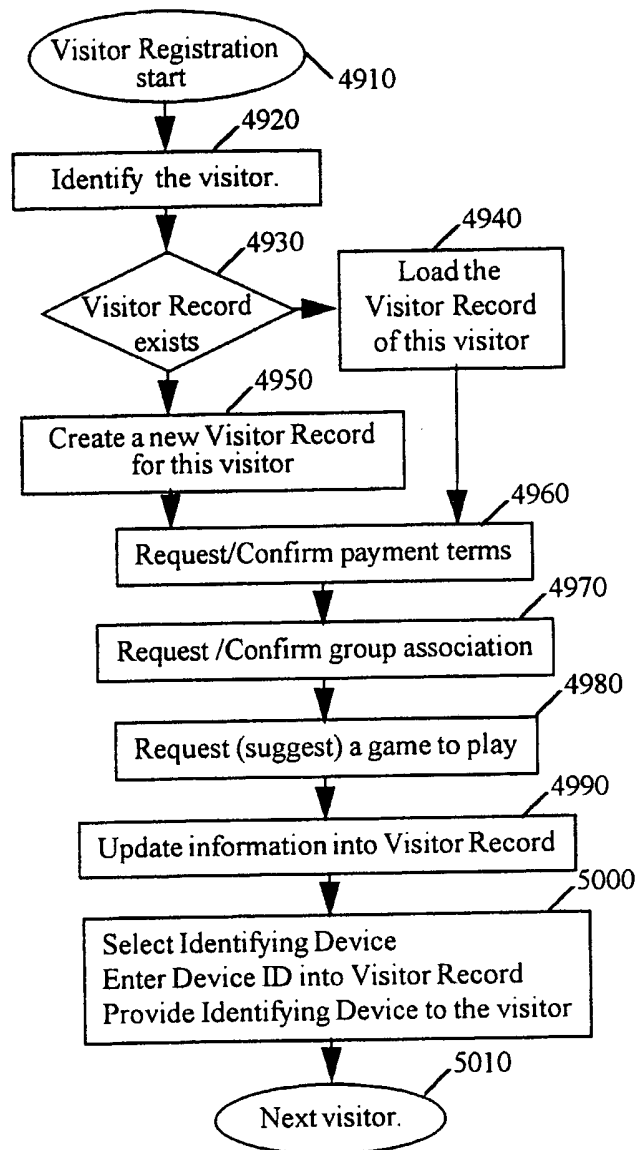 Visitor Registration
start
4910
4920
Identify the visitor.
4930
Visitor Record
exists
4940
Load the
Visitor Record
of this visitor
4950
Create a new Visitor Record
for this visitor
4960
Request/Confirm payment terms
4970
Request /Confirm group association
4980
Request (suggest) a game to play
4990
Update information into Visitor Record
5000
Select Identifying Device
Enter Device ID into Visitor Record
Provide Identifying Device to the visitor
5010
Next visitor.